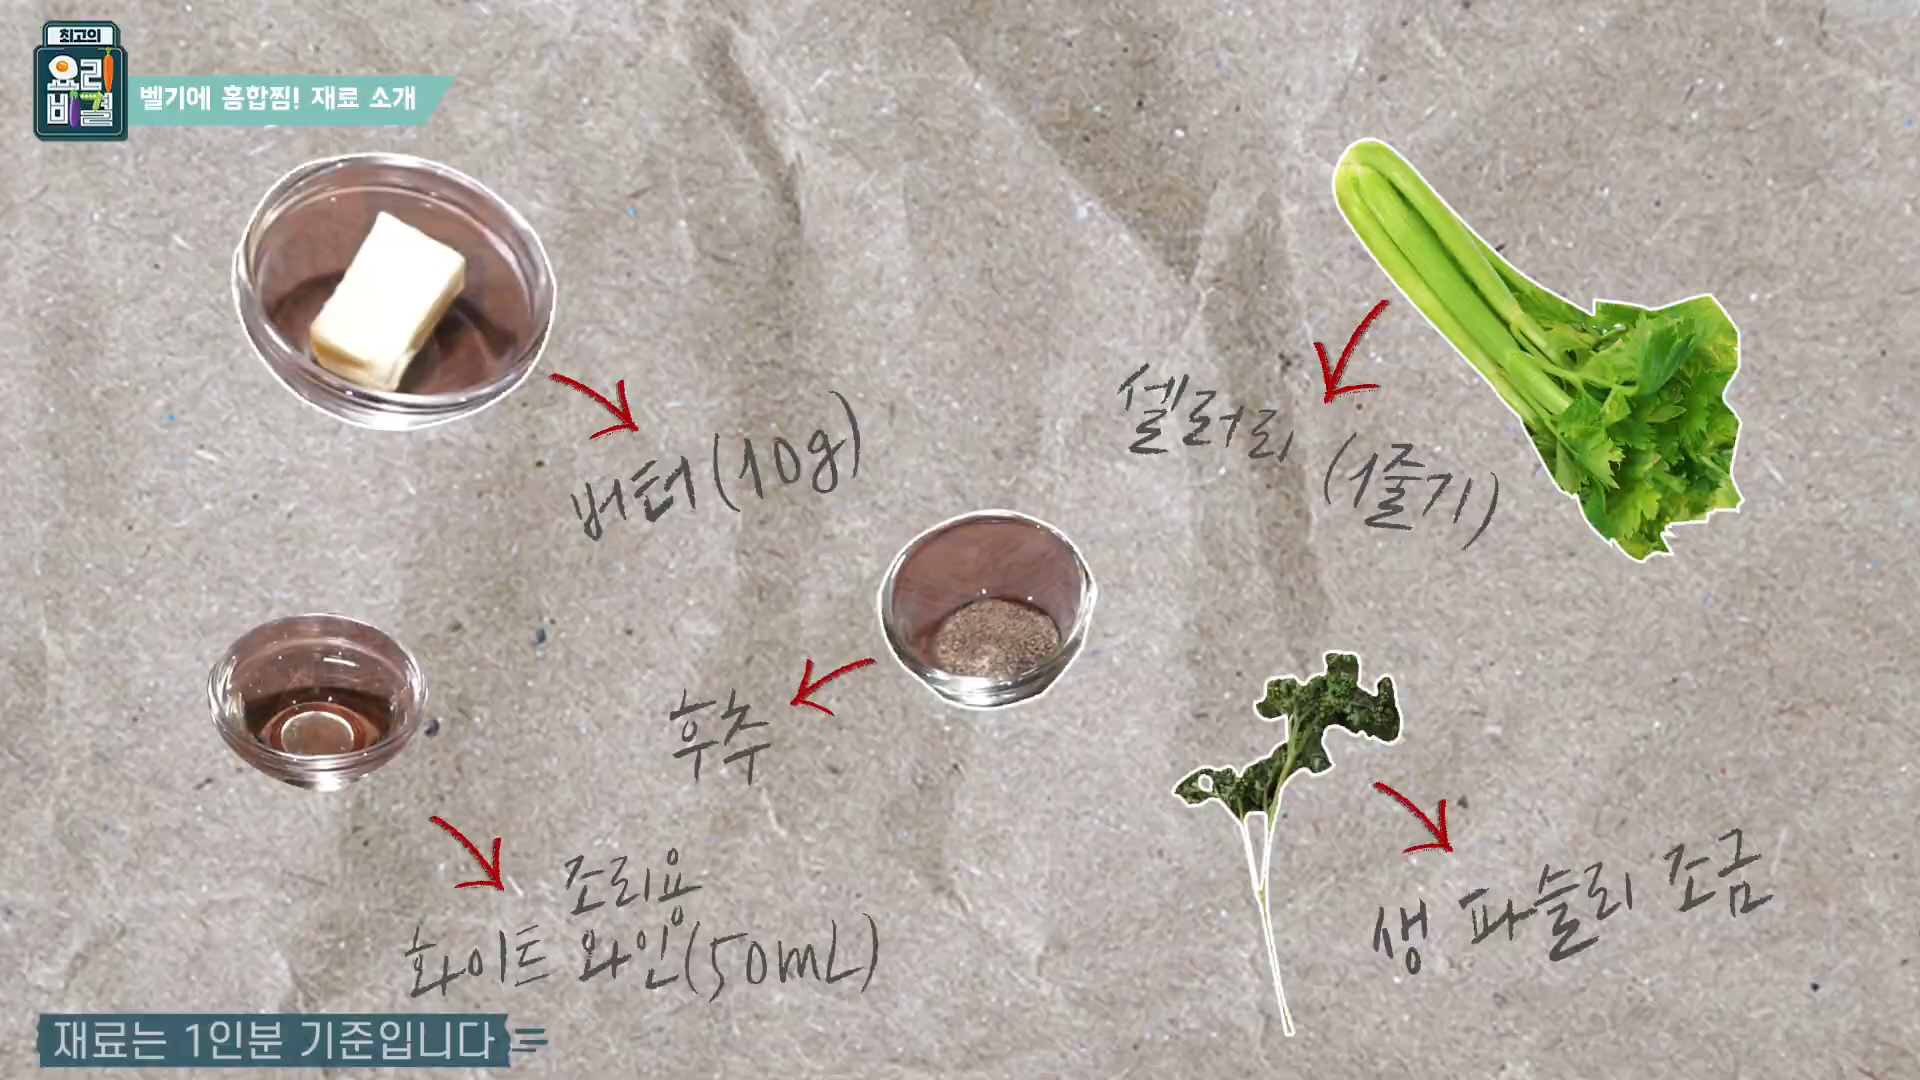 최고의
요리
비결
벨기에 홍합찜! 재료 소개
버터(10g)
셀러리
(1줄기)
후추
조리용
화이트 와인(50mL)
생 파슬리 조금
재료는 1인분 기준입니다